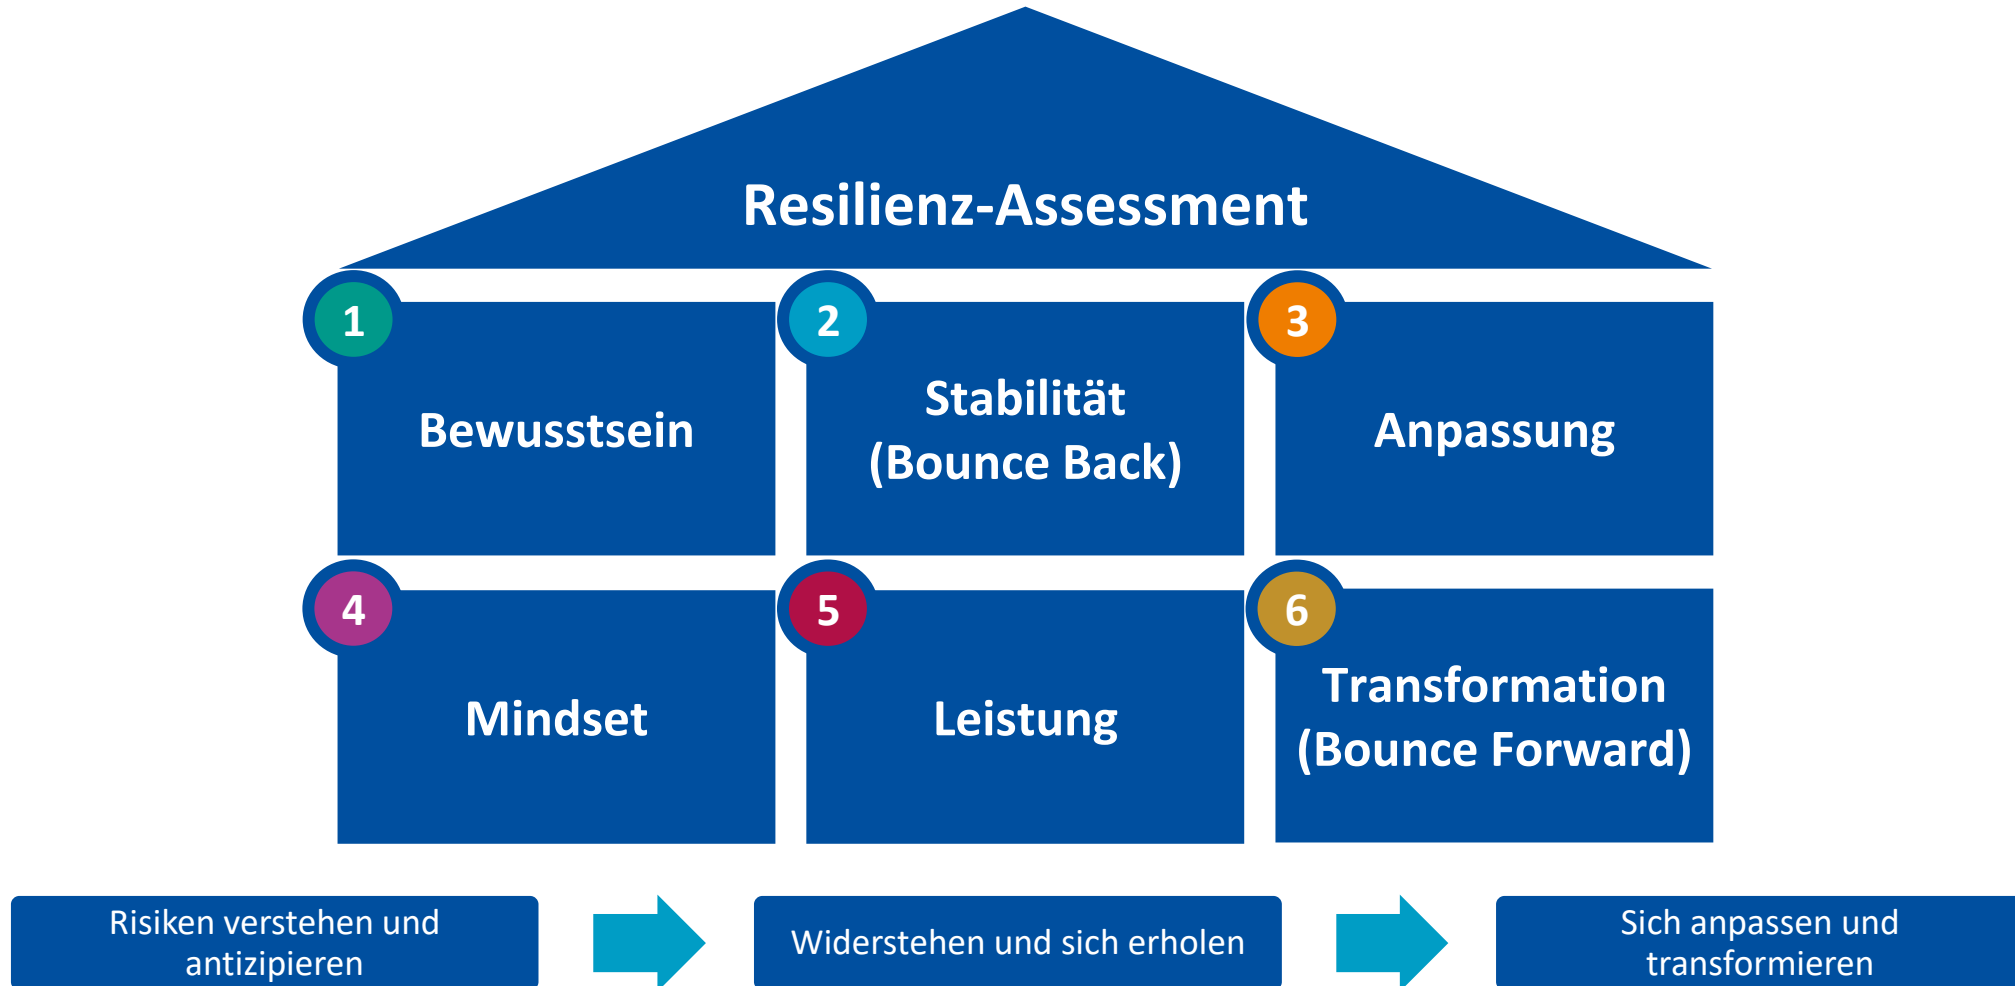 Resilienz-Assessment
1
Bewusstsein
2
Stabilität
(Bounce Back)
3
Anpassung
4
Mindset
5
Leistung
6
Transformation
(Bounce Forward)
Risiken verstehen und
antizipieren
Widerstehen und sich erholen
Sich anpassen und
transformieren